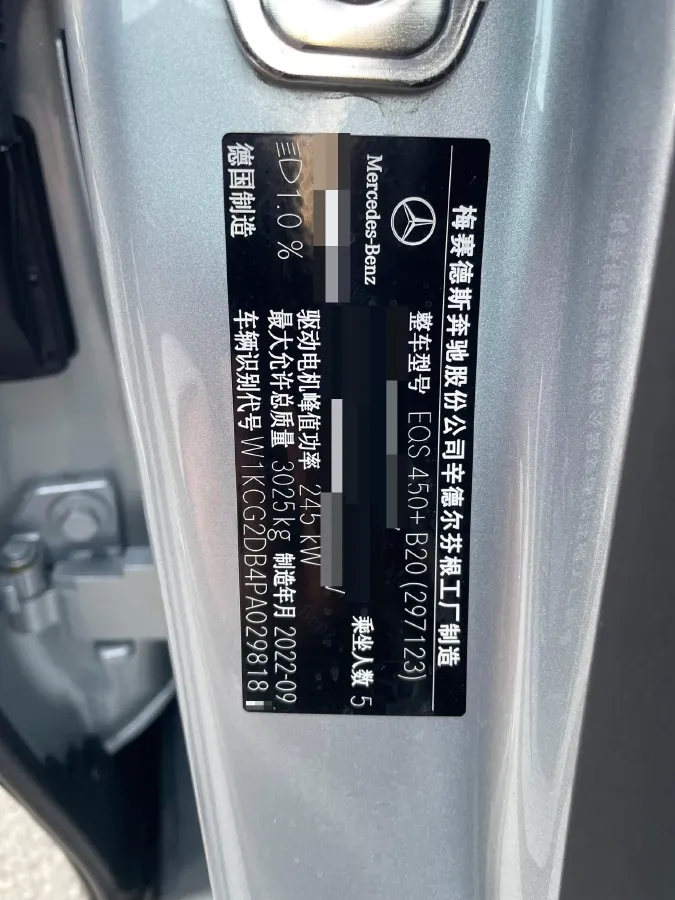 梅赛德斯奔驰股份公司辛德尔芬根工厂制造
Mercedes-Benz
整车型号 EQS 450+ B20 (297123)
乘坐人数 5
驱动电机峰值功率 245 kW
1.0 %
最大允许总质量 3025 kg 制造年月 2022-09
德国制造
车辆识别代号 W1KCG2DB4PA029818